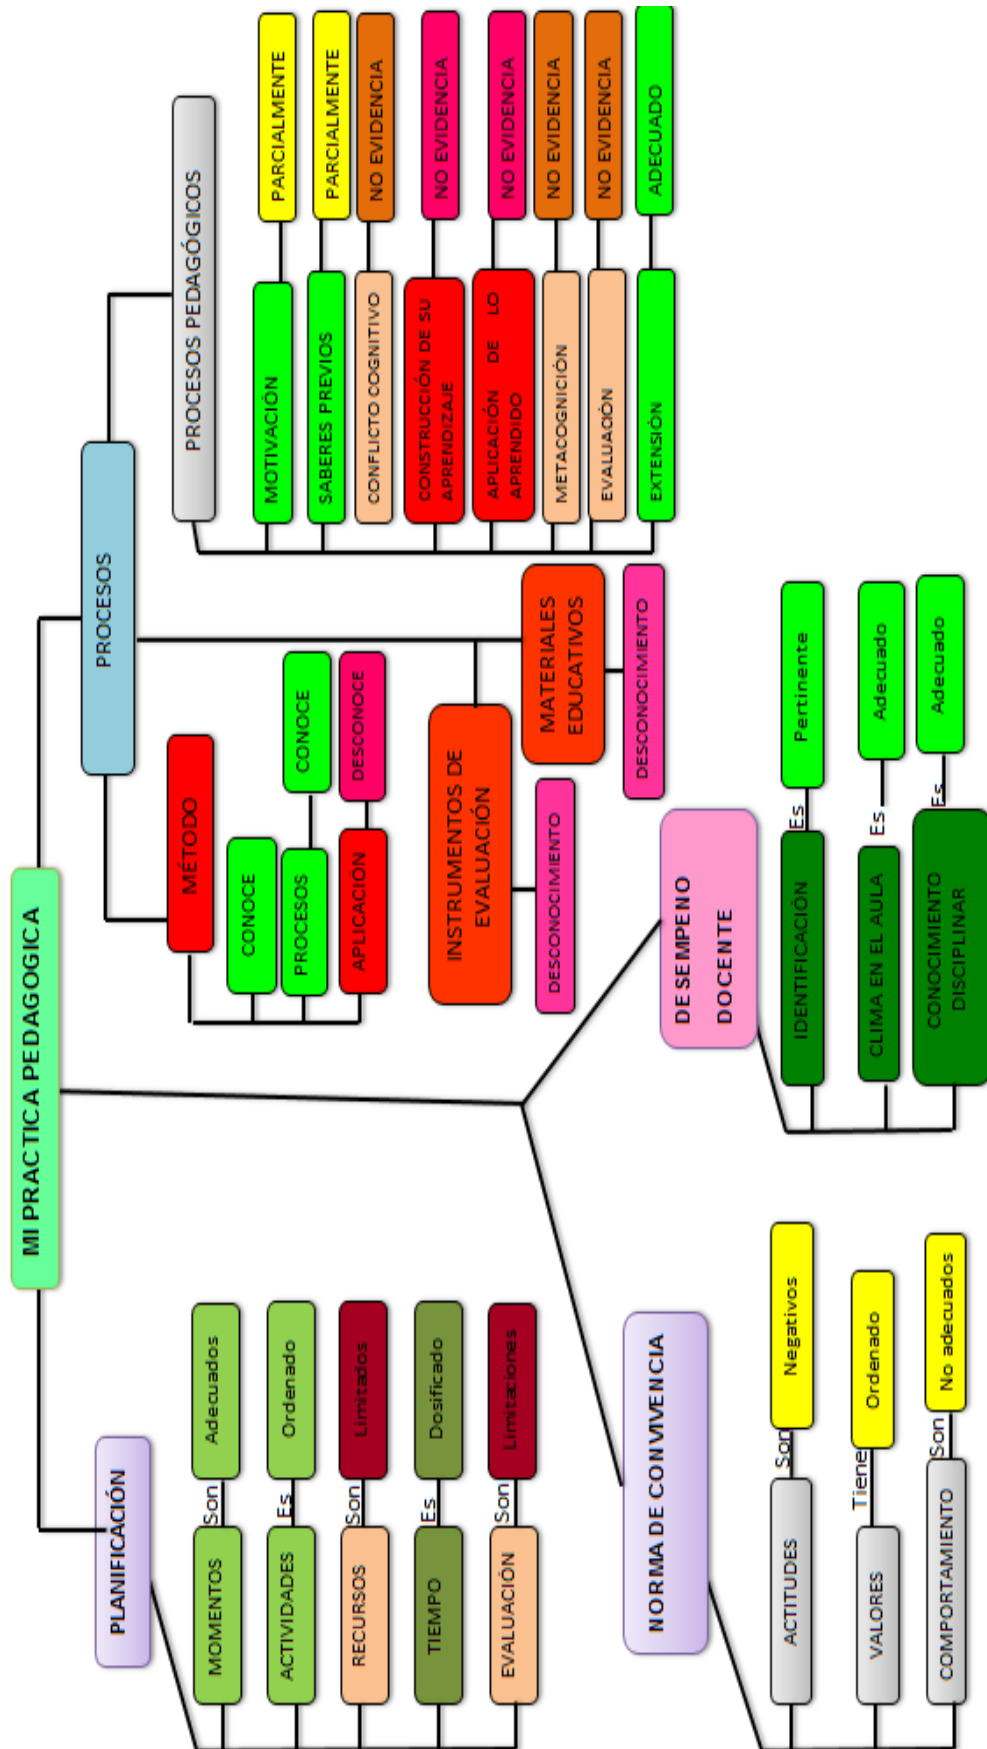 MI PRACTICA PEDAGOGICA
PLANIFICACIÓN
MOMENTOS
Son
Adecuados
ACTIVIDADES
Es
Ordenado
RECURSOS
Son
Limitados
TIEMPO
Es
Dosificado
EVALUACIÓN
Son
Limitaciones
PROCESOS
MÉTODO
CONOCE
PROCESOS
CONOCE
APLICACIÓN
DESCONOCE
INSTRUMENTOS DE
EVALUACIÓN
DESCONOCIMIENTO
MATERIALES
EDUCATIVOS
DESCONOCIMIENTO
PROCESOS PEDAGÓGICOS
MOTIVACIÓN
PARCIALMENTE
SABERES PREVIOS
PARCIALMENTE
CONFLICTO COGNITIVO
NO EVIDENCIA
CONSTRUCCIÓN DE SU
APRENDIZAJE
NO EVIDENCIA
APLICACIÓN DE LO
APRENDIDO
NO EVIDENCIA
METACOGNICIÓN
NO EVIDENCIA
EVALUACIÓN
NO EVIDENCIA
EXTENSIÓN
ADECUADO
NORMA DE CONVIVENCIA
ACTITUDES
Son
Negativos
VALORES
Tiene
Ordenado
COMPORTAMIENTO
Son
No adecuados
DESEMPENO
DOCENTE
IDENTIFICACIÓN
Es
Pertinente
CLIMA EN EL AULA
Es
Adecuado
CONOCIMIENTO
DISCIPLINAR
Es
Adecuado